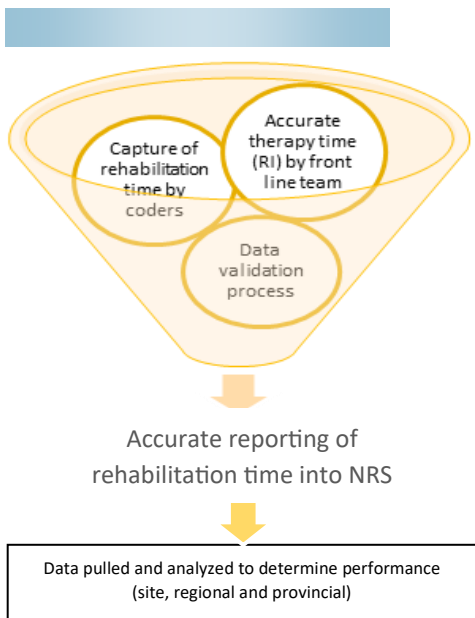 Capture of
rehabilitation
time by
coders
Accurate
therapy time
(RI) by front
line team
Data
validation
process
Accurate reporting of
rehabilitation time into NRS
Data pulled and analyzed to determine performance
(site, regional and provincial)